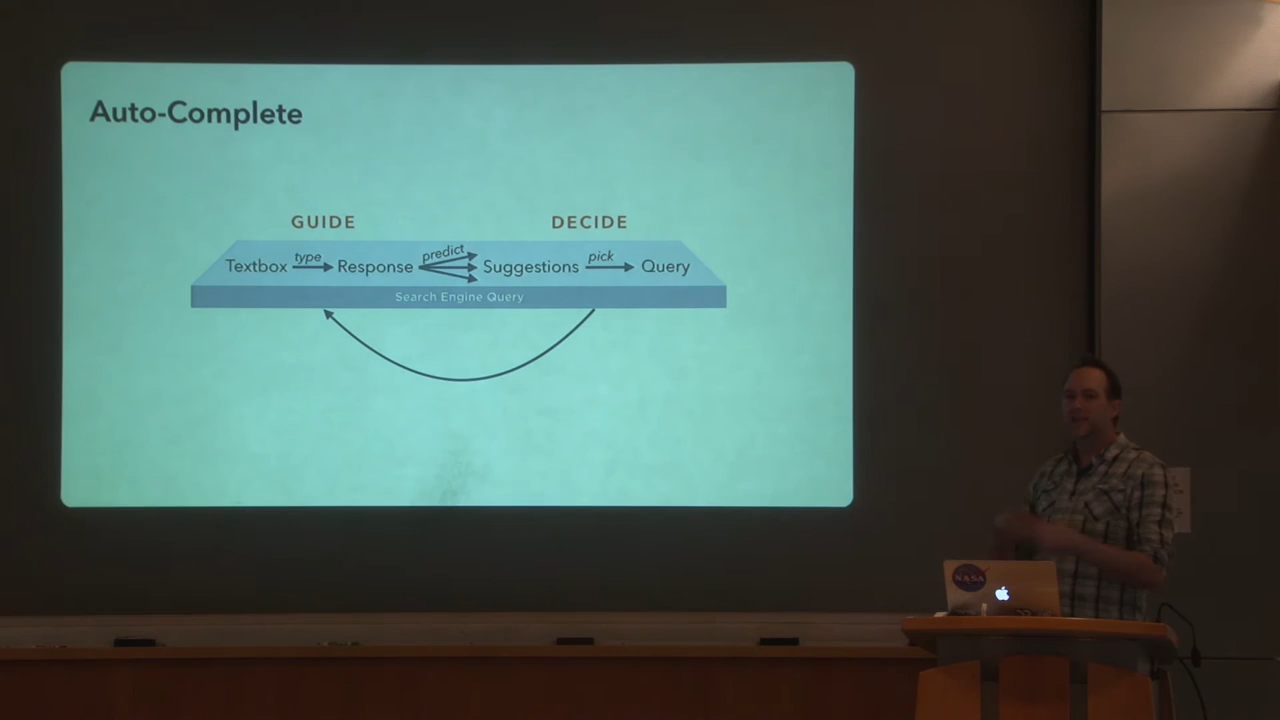 Auto-Complete
GUIDE
DECIDE
Textbox type Response predict Suggestions pick Query
Search Engine Query
NASA